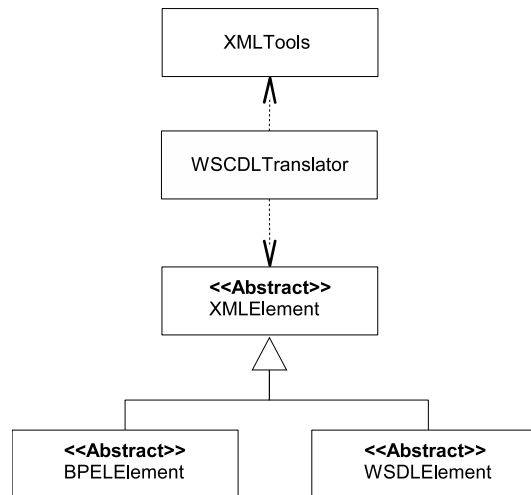 XMLTools
WSCDLTranslator
<<Abstract>>
XMLElement
<<Abstract>>
BPELElement
<<Abstract>>
WSDLElement